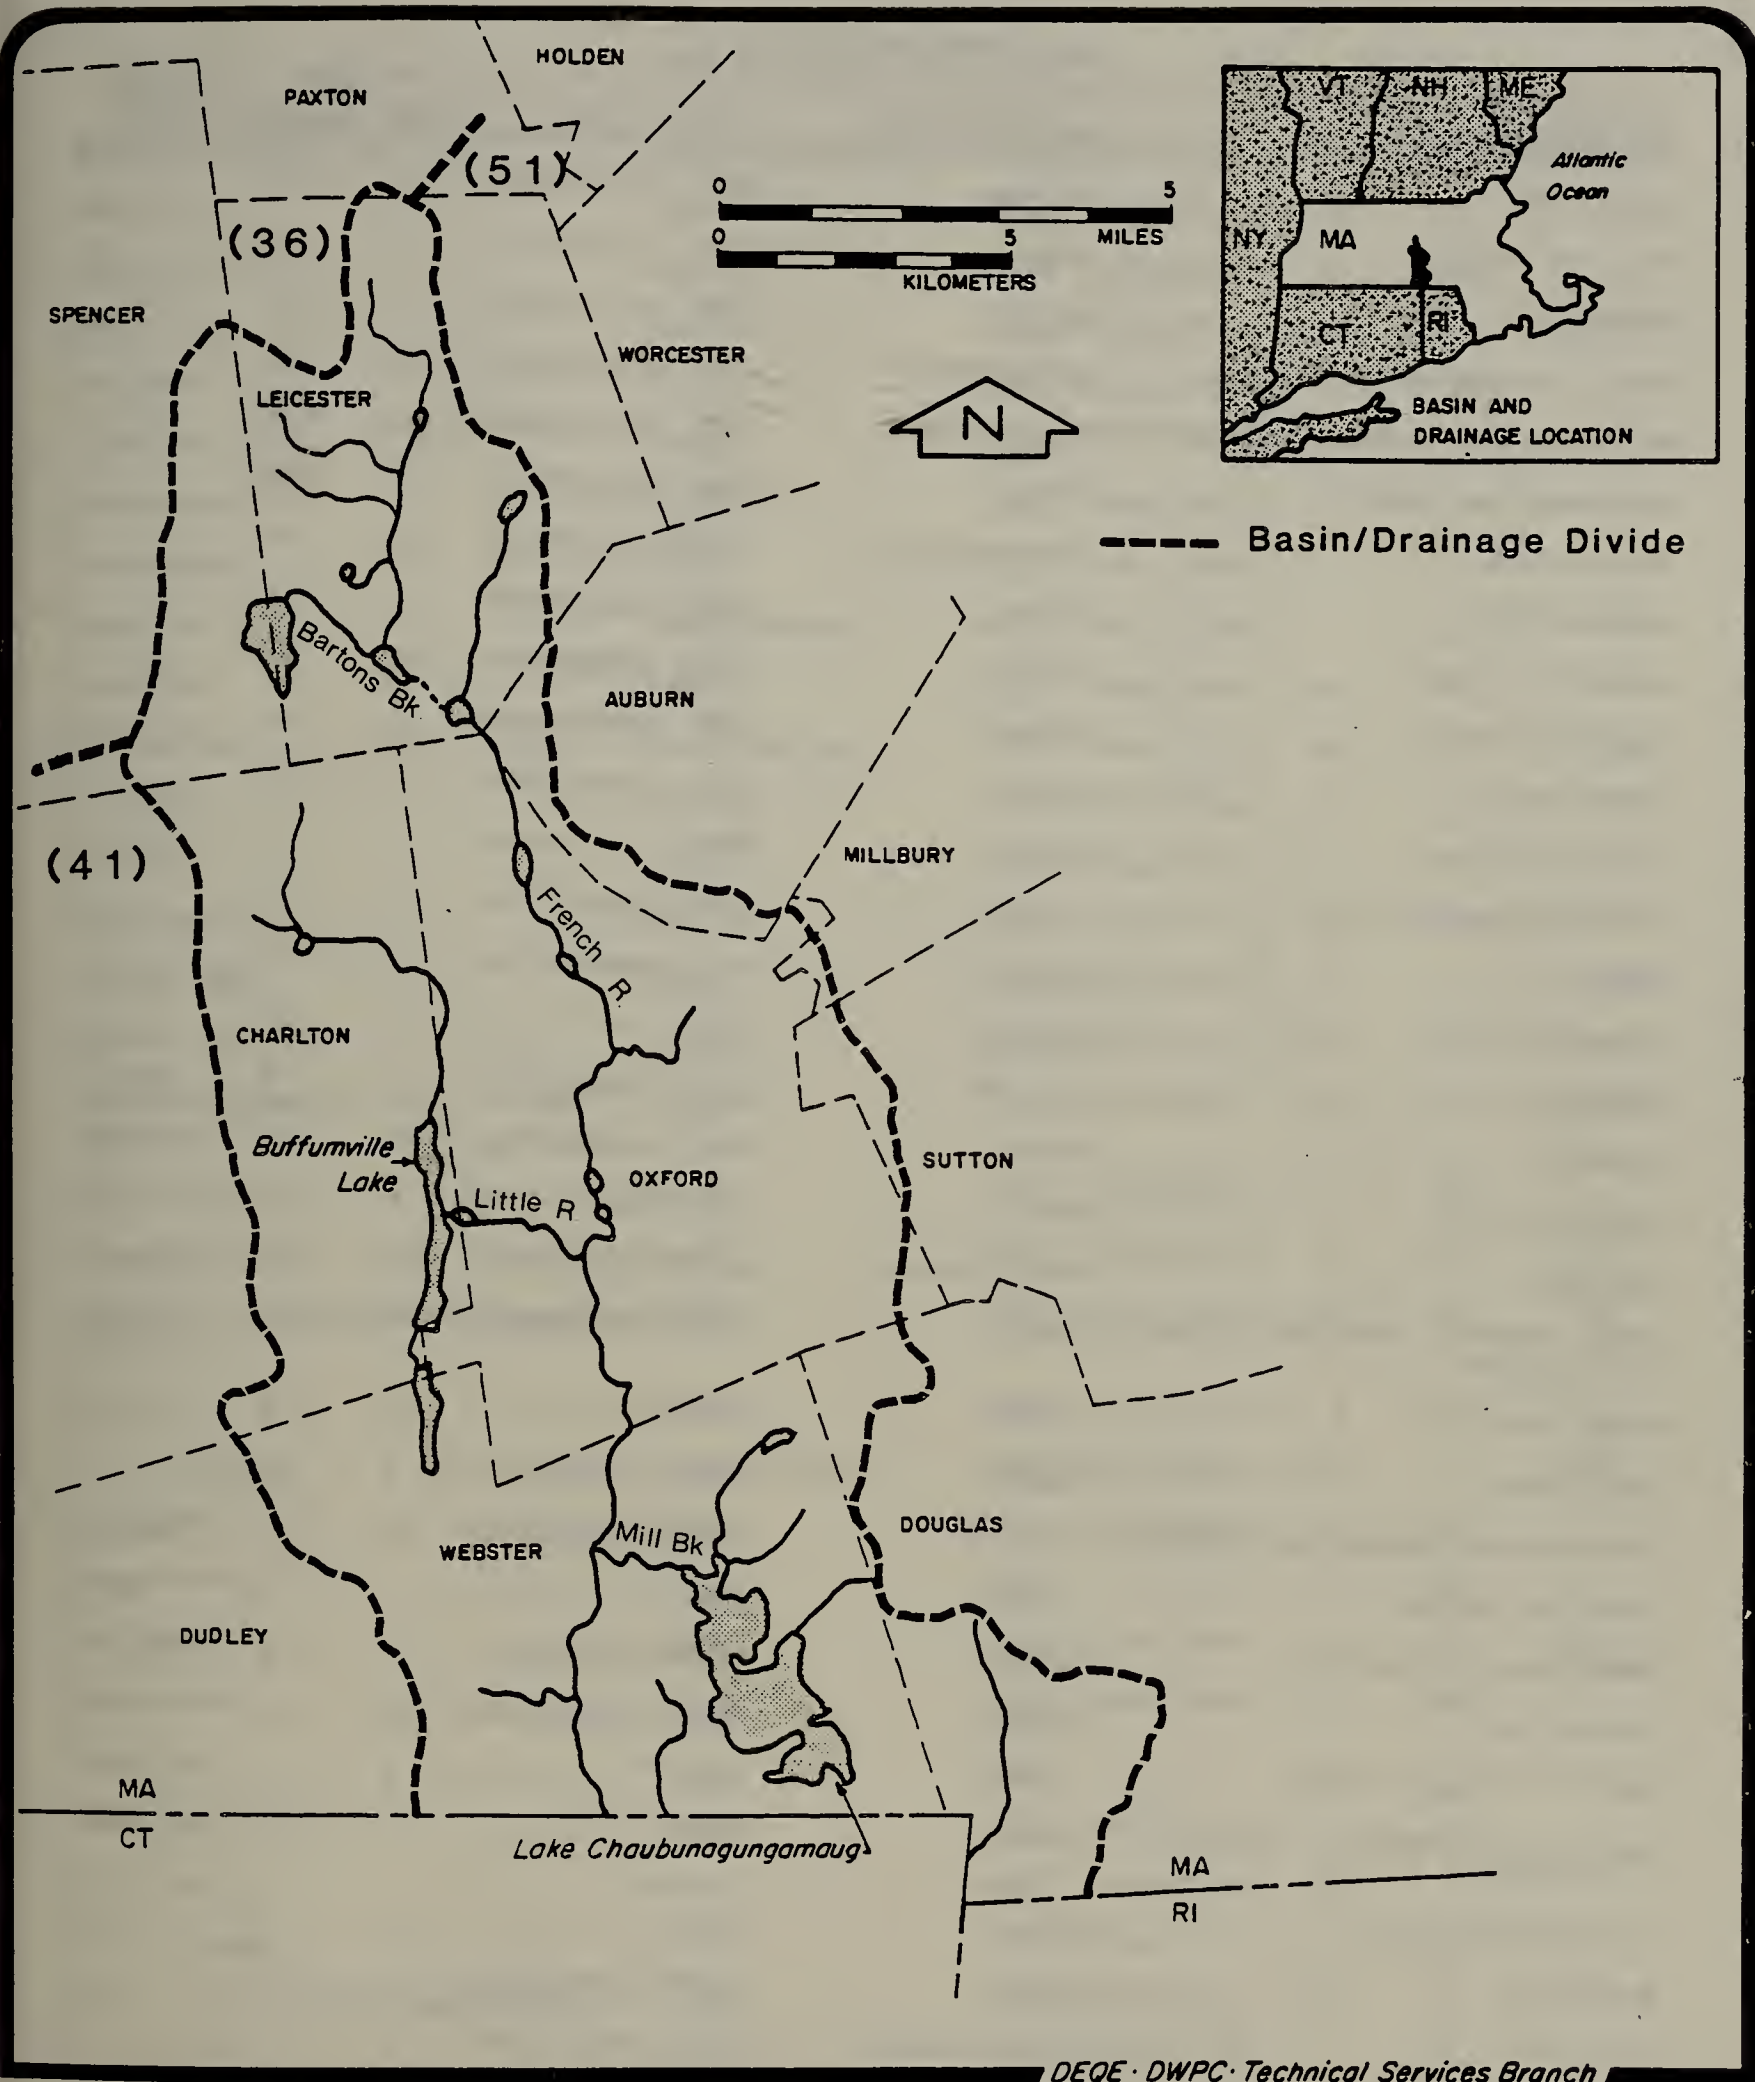 HOLDEN
PAXTON
(51)
(36)
SPENCER
LEICESTER
WORCESTER
0 5
MILES
0 5
KILOMETERS
N
VT NH ME
Atlantic
Ocean
NY MA
CT RI
BASIN AND
DRAINAGE LOCATION
Basin/Drainage Divide
Bartons Bk.
AUBURN
(41)
MILLBURY
French R.
CHARLTON
Buffumville
Lake
Little R.
OXFORD
SUTTON
WEBSTER
Mill Bk
DOUGLAS
DUDLEY
MA
CT
Lake Chaubunagungamaug
MA
RI
DEQE · DWPC · Technical Services Branch